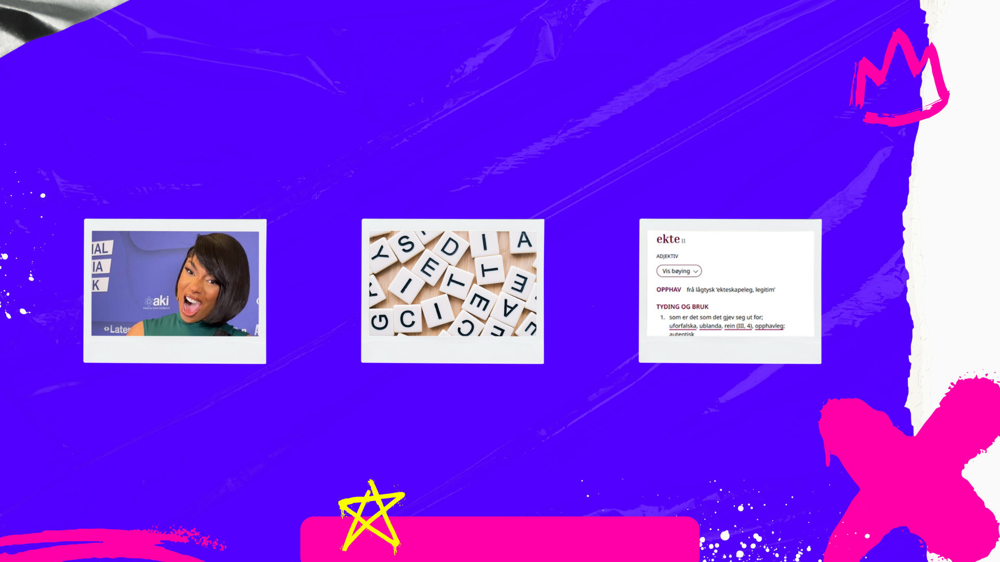 IAL
IA
K
aki
Later
Y S D I A
I E T T E
G C I E A
C E E
ekte II
ADJEKTIV
Vis bøying
OPPHAV frå lågtysk ‘ekteskapeleg, legitim’
TYDING OG BRUK
1. som er det som det gjev seg ut for;
uforfalska, ublanda, rein (III, 4), opphavleg;
autentisk